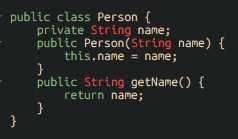 public class Person {
    private String name;
    public Person(String name) {
        this.name = name;
    }
    public String getName() {
        return name;
    }
}